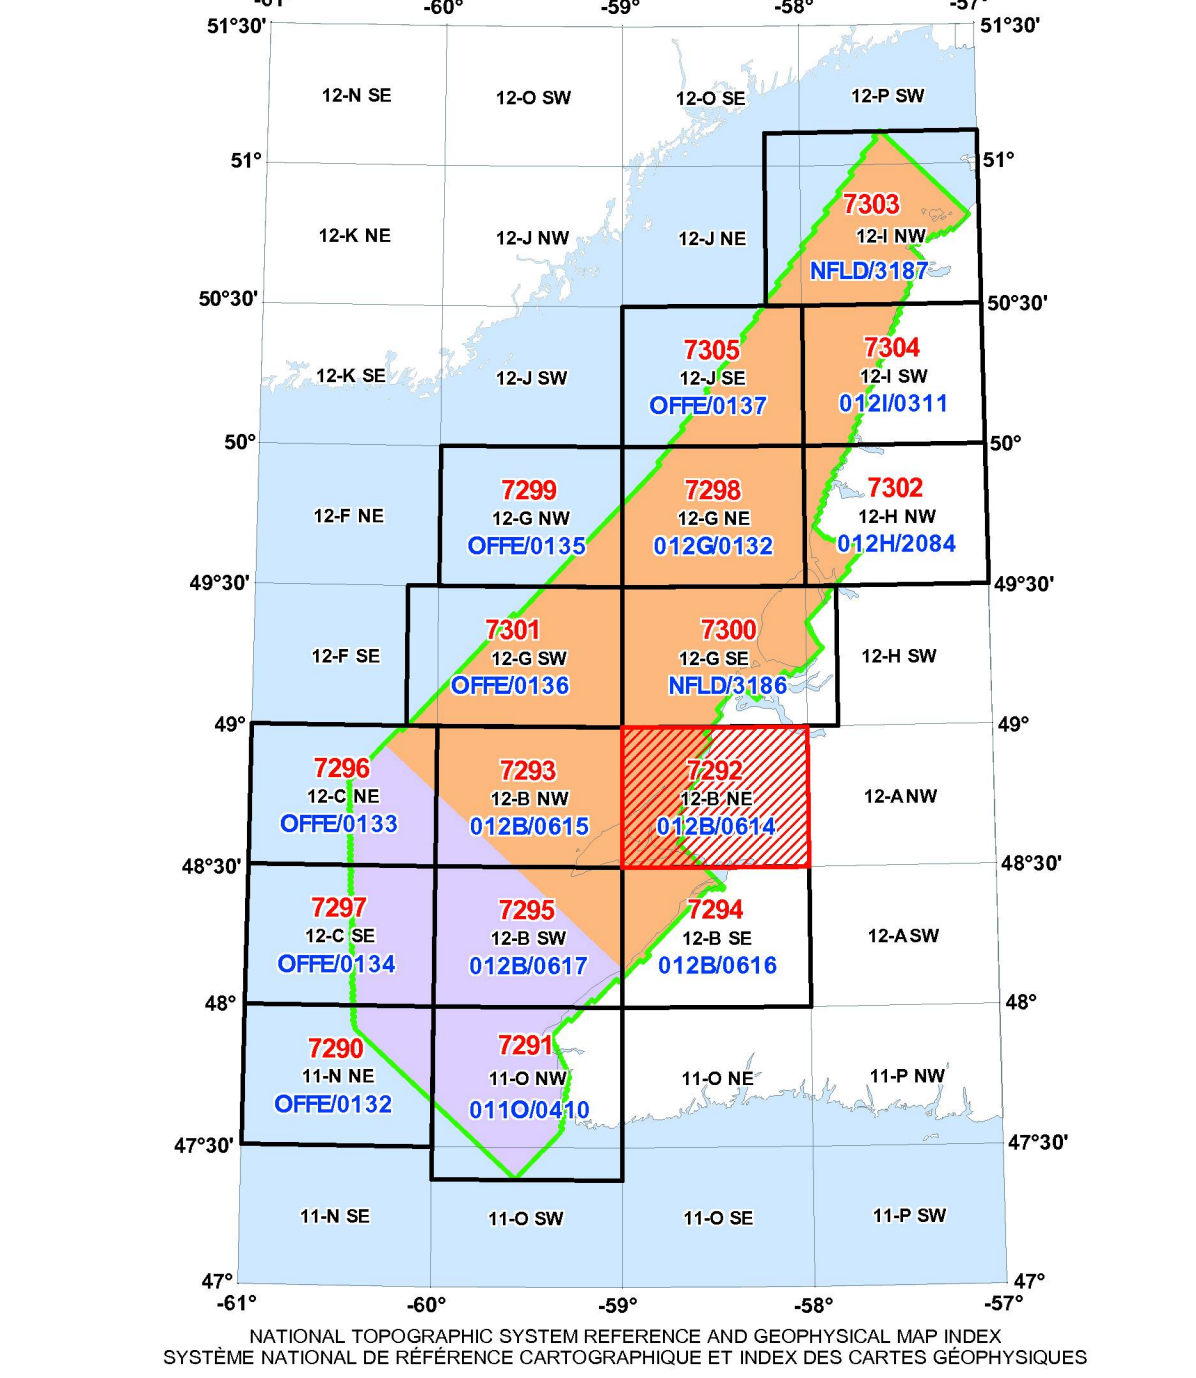 -61 -60° -59° -58° -57°
51°30' 51°30'
12-N SE 12-O SW 12-O SE 12-P SW
51° 51°
7303
12-K NE 12-J NW 12-J NE 12-I NW
NFLD/3187
50°30' 50°30'
7305 7304
12-K SE 12-J SW 12-J SE 12-I SW
OFFE/0137 012I/0311
50° 50°
7299 7298 7302
12-F NE 12-G NW 12-G NE 12-H NW
OFFE/0135 012G/0132 012H/2084
49°30' 49°30'
7301 7300
12-F SE 12-G SW 12-G SE 12-H SW
OFFE/0136 NFLD/3186
49° 49°
7296 7293 7292
12-C NE 12-B NW 12-B NE 12-A NW
OFFE/0133 012B/0615 012B/0614
48°30' 48°30'
7297 7295 7294
12-C SE 12-B SW 12-B SE 12-A SW
OFFE/0134 012B/0617 012B/0616
48° 48°
7290 7291
11-N NE 11-O NW 11-O NE 11-P NW
OFFE/0132 011O/0410
47°30' 47°30'
11-N SE 11-O SW 11-O SE 11-P SW
47° 47°
-61° -60° -59° -58° -57°
NATIONAL TOPOGRAPHIC SYSTEM REFERENCE AND GEOPHYSICAL MAP INDEX
SYSTÈME NATIONAL DE RÉFÉRENCE CARTOGRAPHIQUE ET INDEX DES CARTES GÉOPHYSIQUES